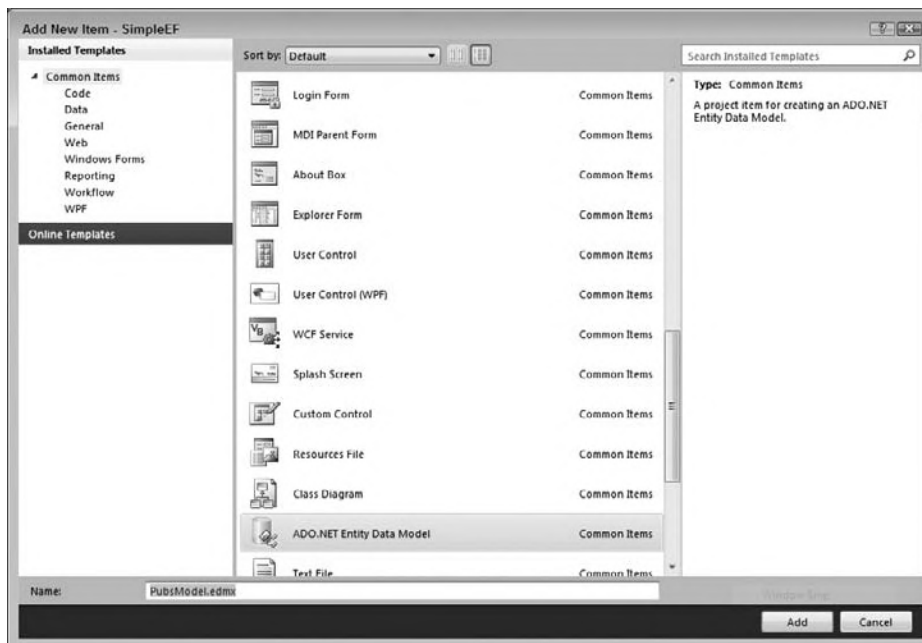 Add New Item - SimpleEF
Installed Templates
Common Items
Code
Data
General
Web
Windows Forms
Reporting
Workflow
WPF
Online Templates
Sort by: Default
Login Form Common Items
MDI Parent Form Common Items
About Box Common Items
Explorer Form Common Items
User Control Common Items
User Control (WPF) Common Items
WCF Service Common Items
Splash Screen Common Items
Custom Control Common Items
Resources File Common Items
Class Diagram Common Items
ADO.NET Entity Data Model Common Items
Text File Common Items
Search Installed Templates
Type: Common Items
A project item for creating an ADO.NET
Entity Data Model.
Name: PubsModel.edmx
Add Cancel